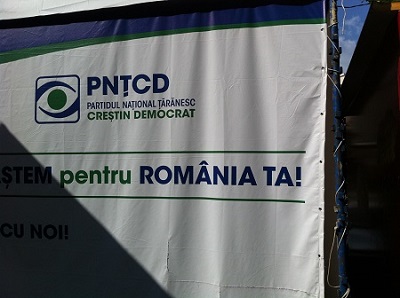 PNȚCD
PARTIDUL NAȚIONAL ȚĂRĂNESC
CREȘTIN DEMOCRAT
ȘTEM pentru ROMÂNIA TA!
CU NOI!